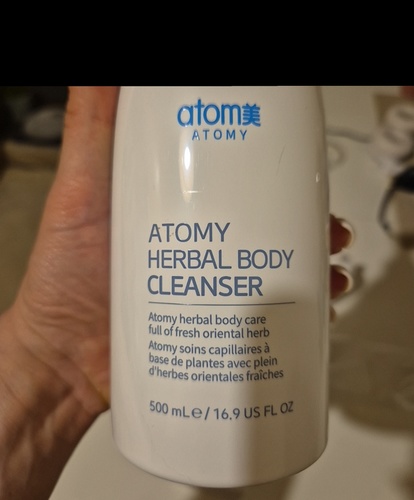 atom美
ATOMY
ATOMY
HERBAL BODY
CLEANSER
Atomy herbal body care
full of fresh oriental herb
Atomy soins capillaires à
base de plantes avec plein
d'herbes orientales fraîches
500 mL℮/ 16.9 US FL OZ